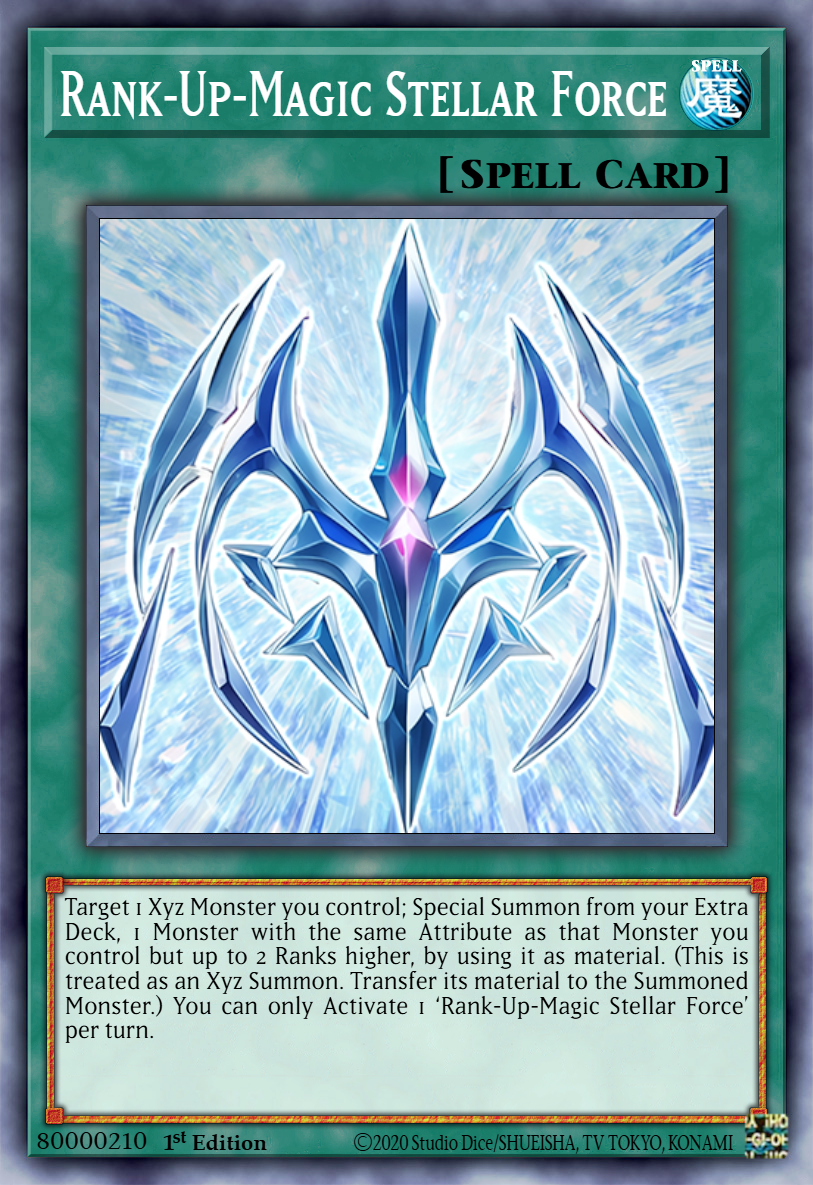 Rank-Up-Magic Stellar Force
SPELL
魔
[Spell Card]
Target 1 Xyz Monster you control; Special Summon from your Extra
Deck, 1 Monster with the same Attribute as that Monster you
control but up to 2 Ranks higher, by using it as material. (This is
treated as an Xyz Summon. Transfer its material to the Summoned
Monster.) You can only Activate 1 ‘Rank-Up-Magic Stellar Force’
per turn.
80000210 1st Edition ©2020 Studio Dice/SHUEISHA, TV TOKYO, KONAMI